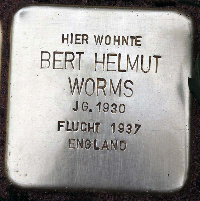 HIER WOHNTE
BERT HELMUT
WORMS
JG. 1930
FLUCHT 1937
ENGLAND